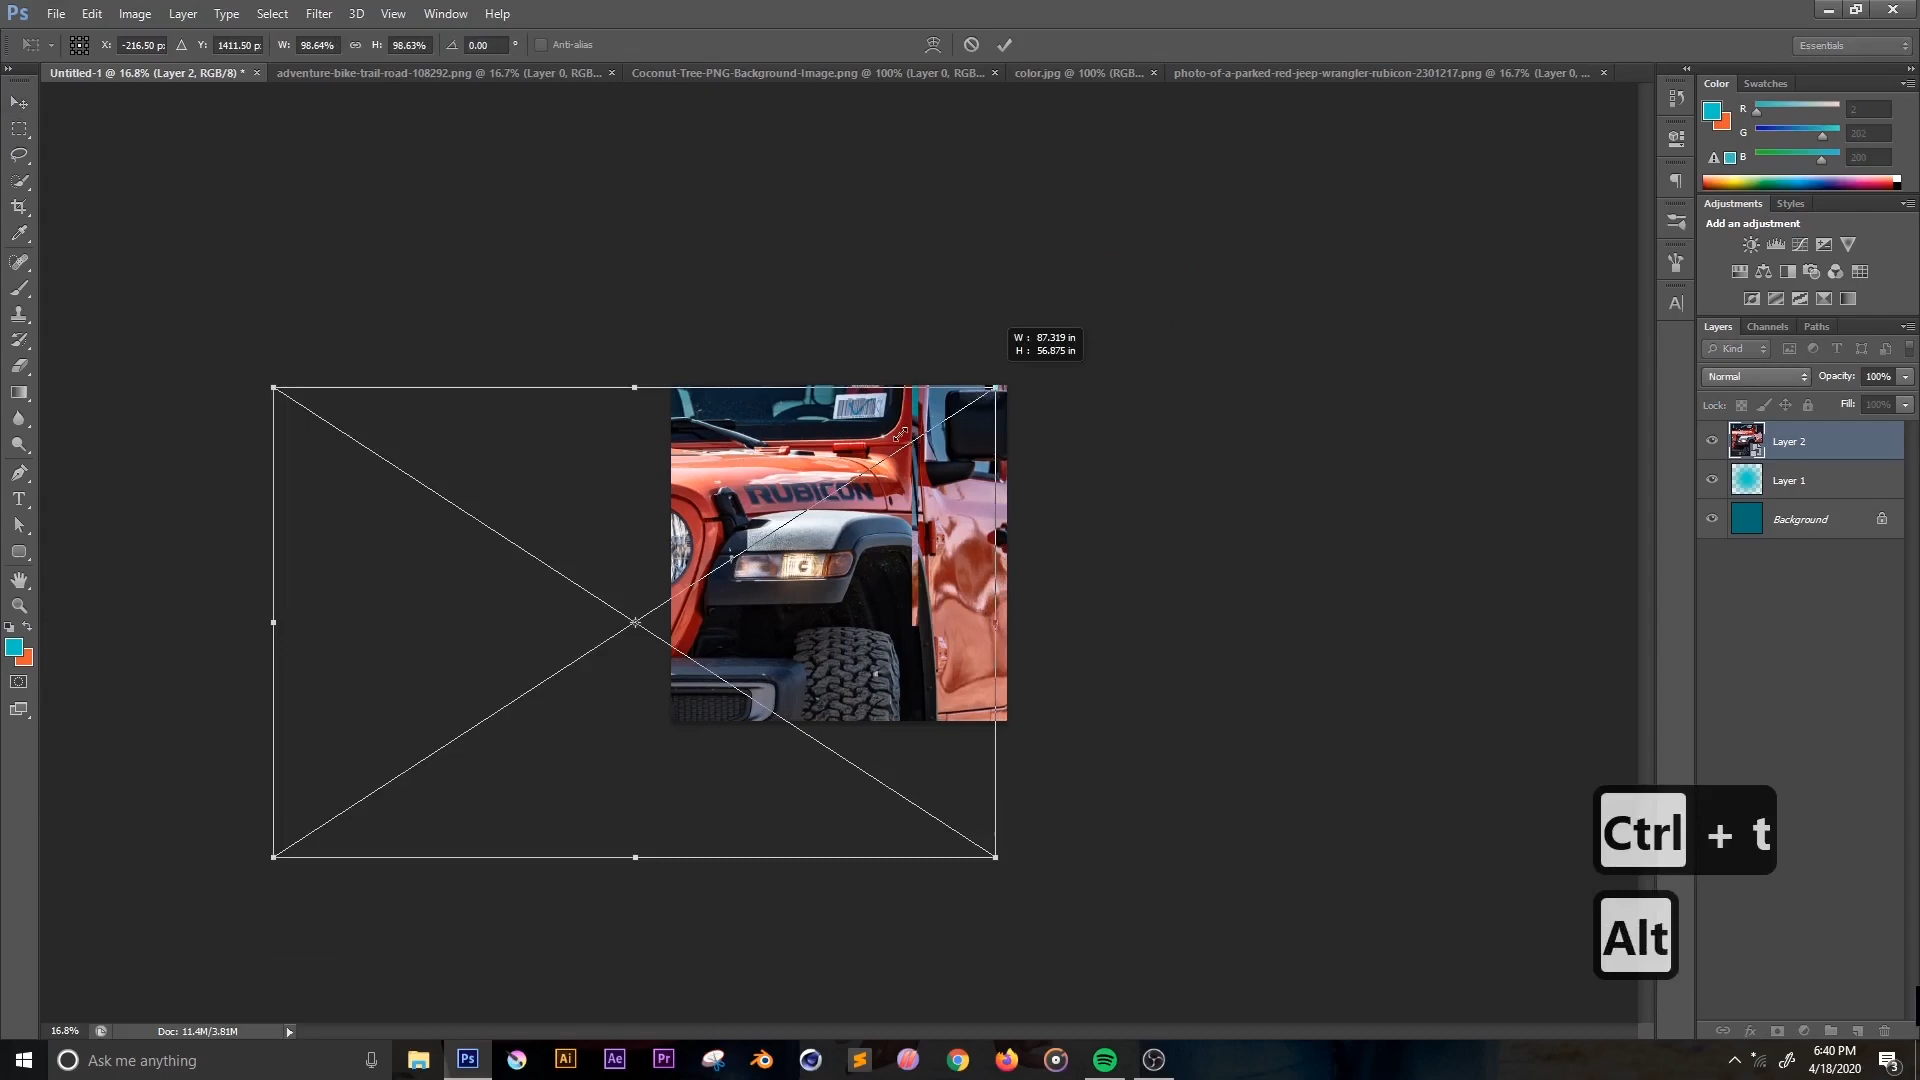 Ps File Edit Image Layer Type Select Filter 3D View Window Help
X: -216.50 p: Y: 1411.50 p: W: 98.64% H: 98.63% 0.00 ° Anti-alias Essentials
Untitled-1 @ 16.8% (Layer 2, RGB/8) * × adventure-bike-trail-road-108292.png @ 16.7% (Layer 0, RGB... × Coconut-Tree-PNG-Background-Image.png @ 100% (Layer 0, RGB... × color.jpg @ 100% (RGB... × photo-of-a-parked-red-jeep-wrangler-rubicon-2301217.png @ 16.7% (Layer 0, ... ×
Color Swatches
R 2
G 202
B 200
Adjustments Styles
Add an adjustment
Layers Channels Paths
Kind
Normal Opacity: 100%
Lock: Fill: 100%
Layer 2
Layer 1
Background
W : 87.319 in
H : 56.875 in
RUBICON
Ctrl + t
Alt
16.8% Doc: 11.4M/3.81M
Ask me anything
Ps Ai Ae Pr
6:40 PM
4/18/2020
3